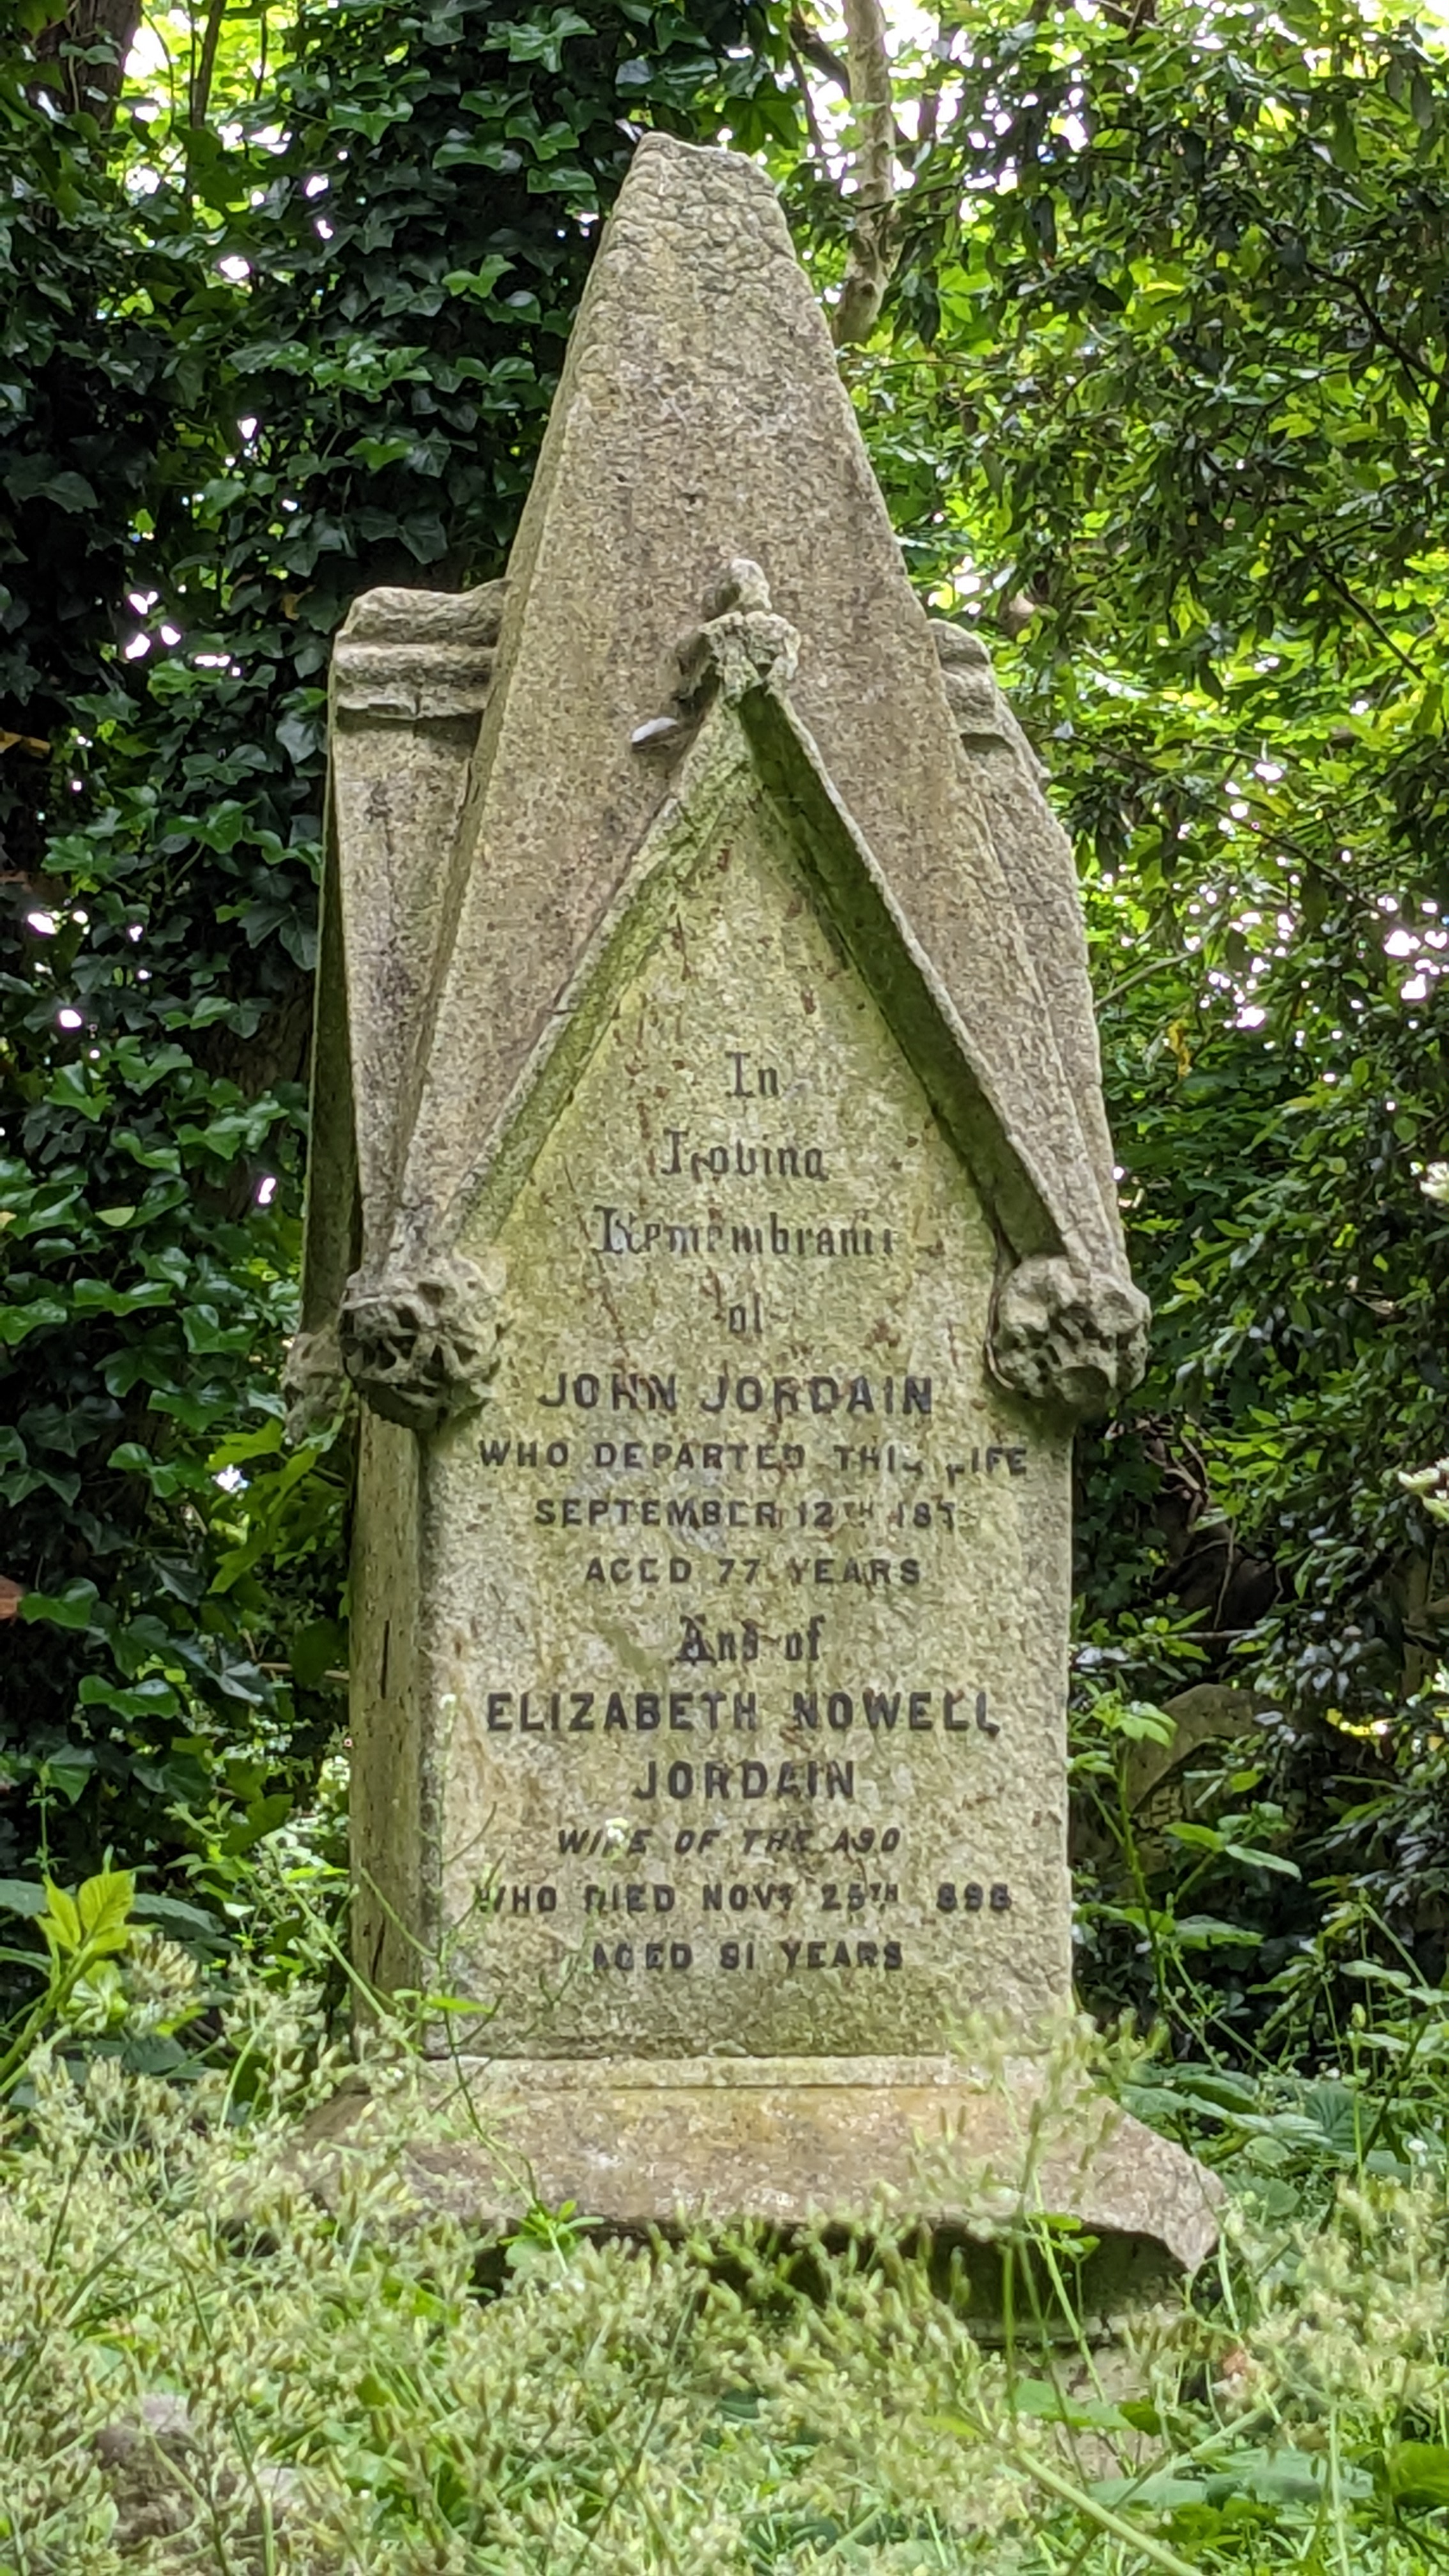 In
Loving
Remembrance
of
JOHN JORDAIN
WHO DEPARTED THIS LIFE
SEPTEMBER 12TH
AGED 77 YEARS
And of
ELIZABETH NOWELL
JORDAIN
WIFE OF THE
WHO DIED NOVR 25TH
AGED 81 YEARS